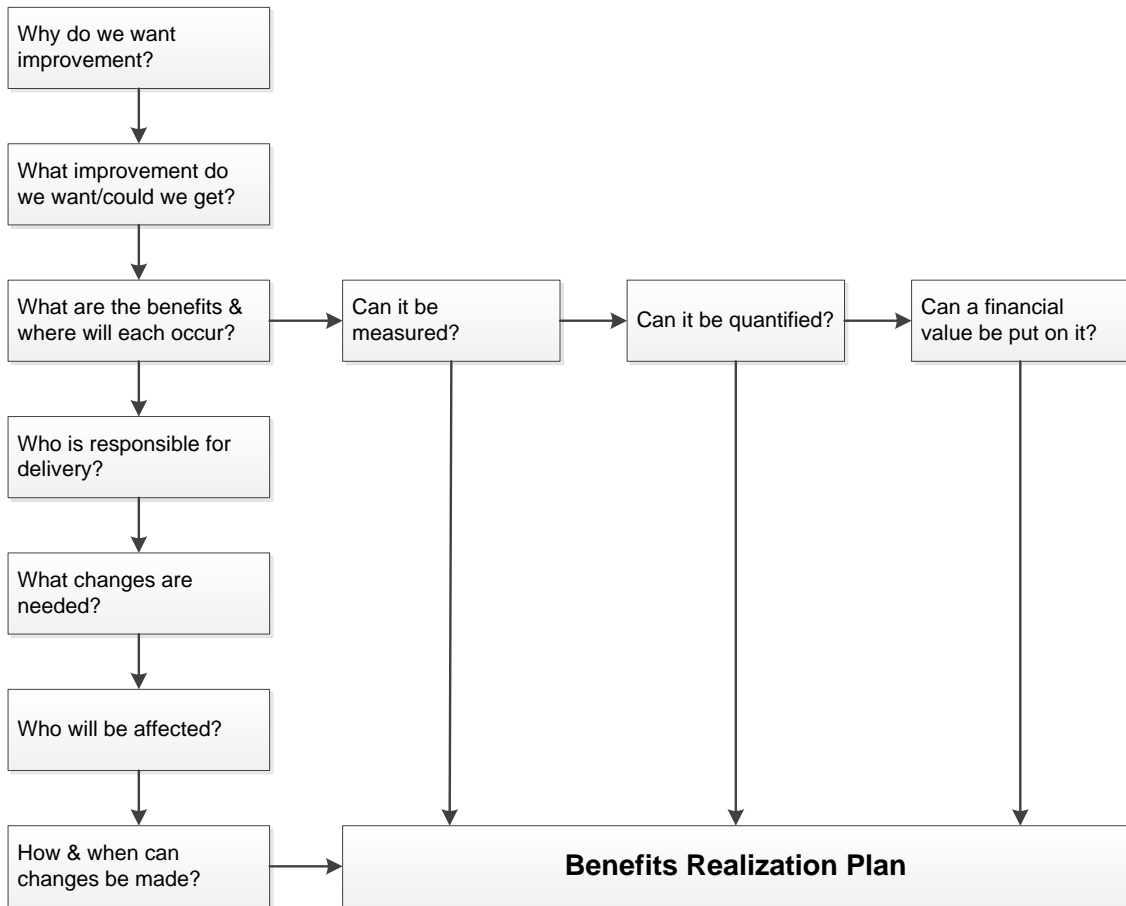 Why do we want
improvement?
What improvement do
we want/could we get?
What are the benefits &
where will each occur?
Can it be
measured?
Can it be quantified?
Can a financial
value be put on it?
Who is responsible for
delivery?
What changes are
needed?
Who will be affected?
How & when can
changes be made?
Benefits Realization Plan